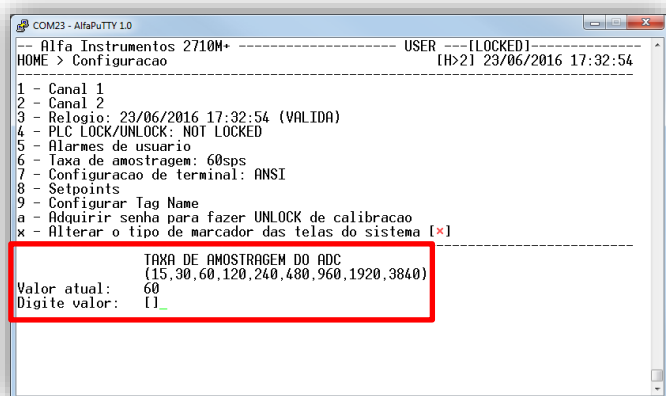 COM23 - AlfaPuTTY 1.0
-- Alfa Instrumentos 2710M+ ------------------- USER ---[LOCKED]-------------
HOME > Configuracao [H>2] 23/06/2016 17:32:54
1 - Canal 1
2 - Canal 2
3 - Relogio: 23/06/2016 17:32:54 (VALIDA)
4 - PLC LOCK/UNLOCK: NOT LOCKED
5 - Alarmes de usuario
6 - Taxa de amostragem: 60sps
7 - Configuracao de terminal: ANSI
8 - Setpoints
9 - Configurar Tag Name
a - Adquirir senha para fazer UNLOCK de calibracao
x - Alterar o tipo de marcador das telas do sistema [×]
TAXA DE AMOSTRAGEM DO ADC
(15,30,60,120,240,480,960,1920,3840)
Valor atual: 60
Digite valor: []_